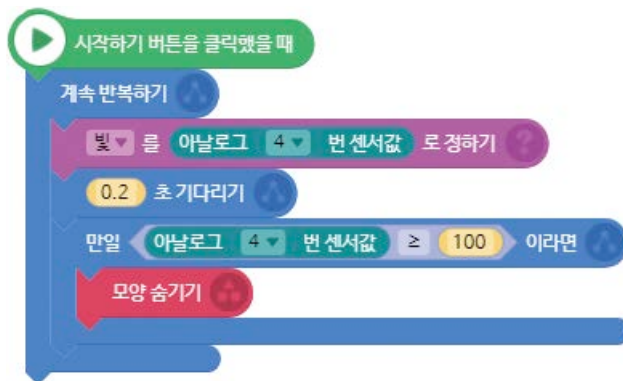 시작하기 버튼을 클릭했을 때
계속 반복하기
빛 를 아날로그 4 번 센서값 로 정하기 ?
0.2 초 기다리기
만일 아날로그 4 번 센서값 ≥ 100 이라면
모양 숨기기